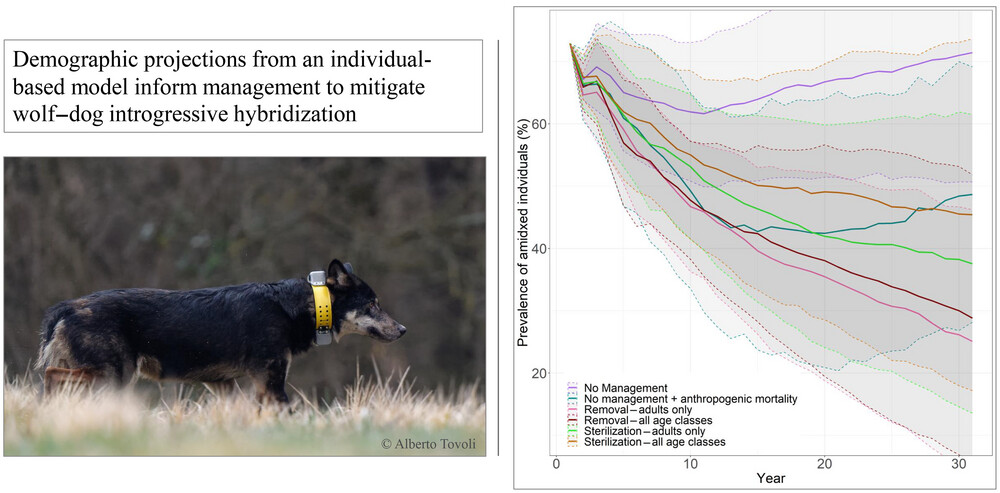 Demographic projections from an individual-
based model inform management to mitigate
wolf–dog introgressive hybridization
© Alberto Tovoli
Prevalence of amidxed individuals (%)
60
40
20
No Management
No management + anthropogenic mortality
Removal – adults only
Removal – all age classes
Sterilization – adults only
Sterilization – all age classes
0
10
20
30
Year